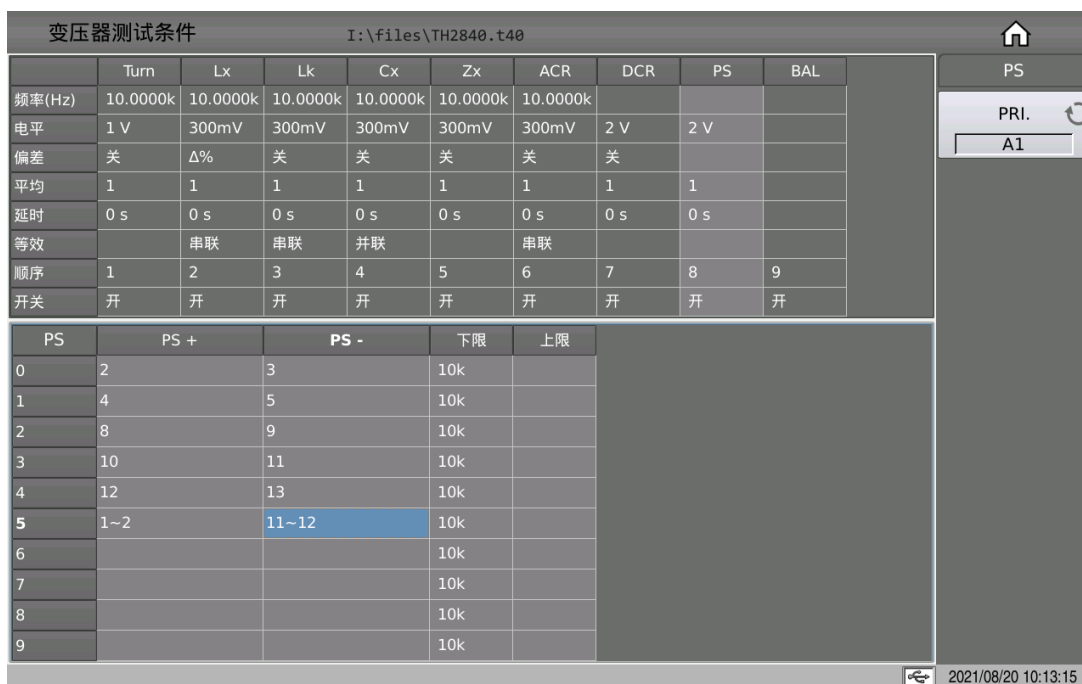 变压器测试条件 I:\files\TH2840.t40
Turn Lx Lk Cx Zx ACR DCR PS BAL
频率(Hz) 10.0000k 10.0000k 10.0000k 10.0000k 10.0000k 10.0000k
电平 1 V 300mV 300mV 300mV 300mV 300mV 2 V 2 V
偏差 关 Δ% 关 关 关 关 关
平均 1 1 1 1 1 1 1 1
延时 0 s 0 s 0 s 0 s 0 s 0 s 0 s 0 s
等效 串联 串联 并联 串联
顺序 1 2 3 4 5 6 7 8 9
开关 开 开 开 开 开 开 开 开 开
PS PS + PS - 下限 上限
0 2 3 10k
1 4 5 10k
2 8 9 10k
3 10 11 10k
4 12 13 10k
5 1~2 11~12 10k
6 10k
7 10k
8 10k
9 10k
PS
PRI.
A1
2021/08/20 10:13:15